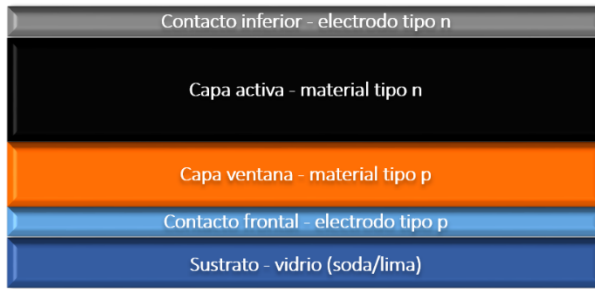 Contacto inferior - electrodo tipo n
Capa activa - material tipo n
Capa ventana - material tipo p
Contacto frontal - electrodo tipo p
Sustrato - vidrio (soda/lima)